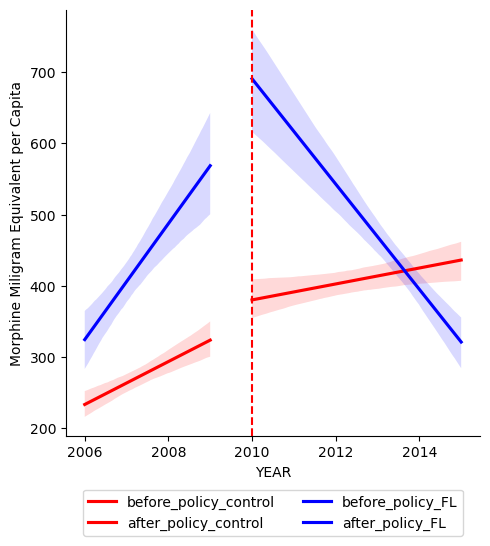 Morphine Miligram Equivalent per Capita
700
600
500
400
300
200
2006
2008
2010
2012
2014
YEAR
before_policy_control
after_policy_control
before_policy_FL
after_policy_FL